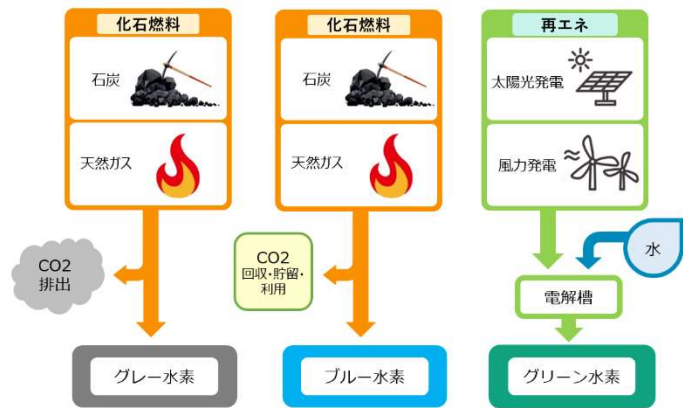 化石燃料
石炭
天然ガス
CO2
排出
グレー水素
化石燃料
石炭
天然ガス
CO2
回収・貯留・
利用
ブルー水素
再エネ
太陽光発電
風力発電
水
電解槽
グリーン水素